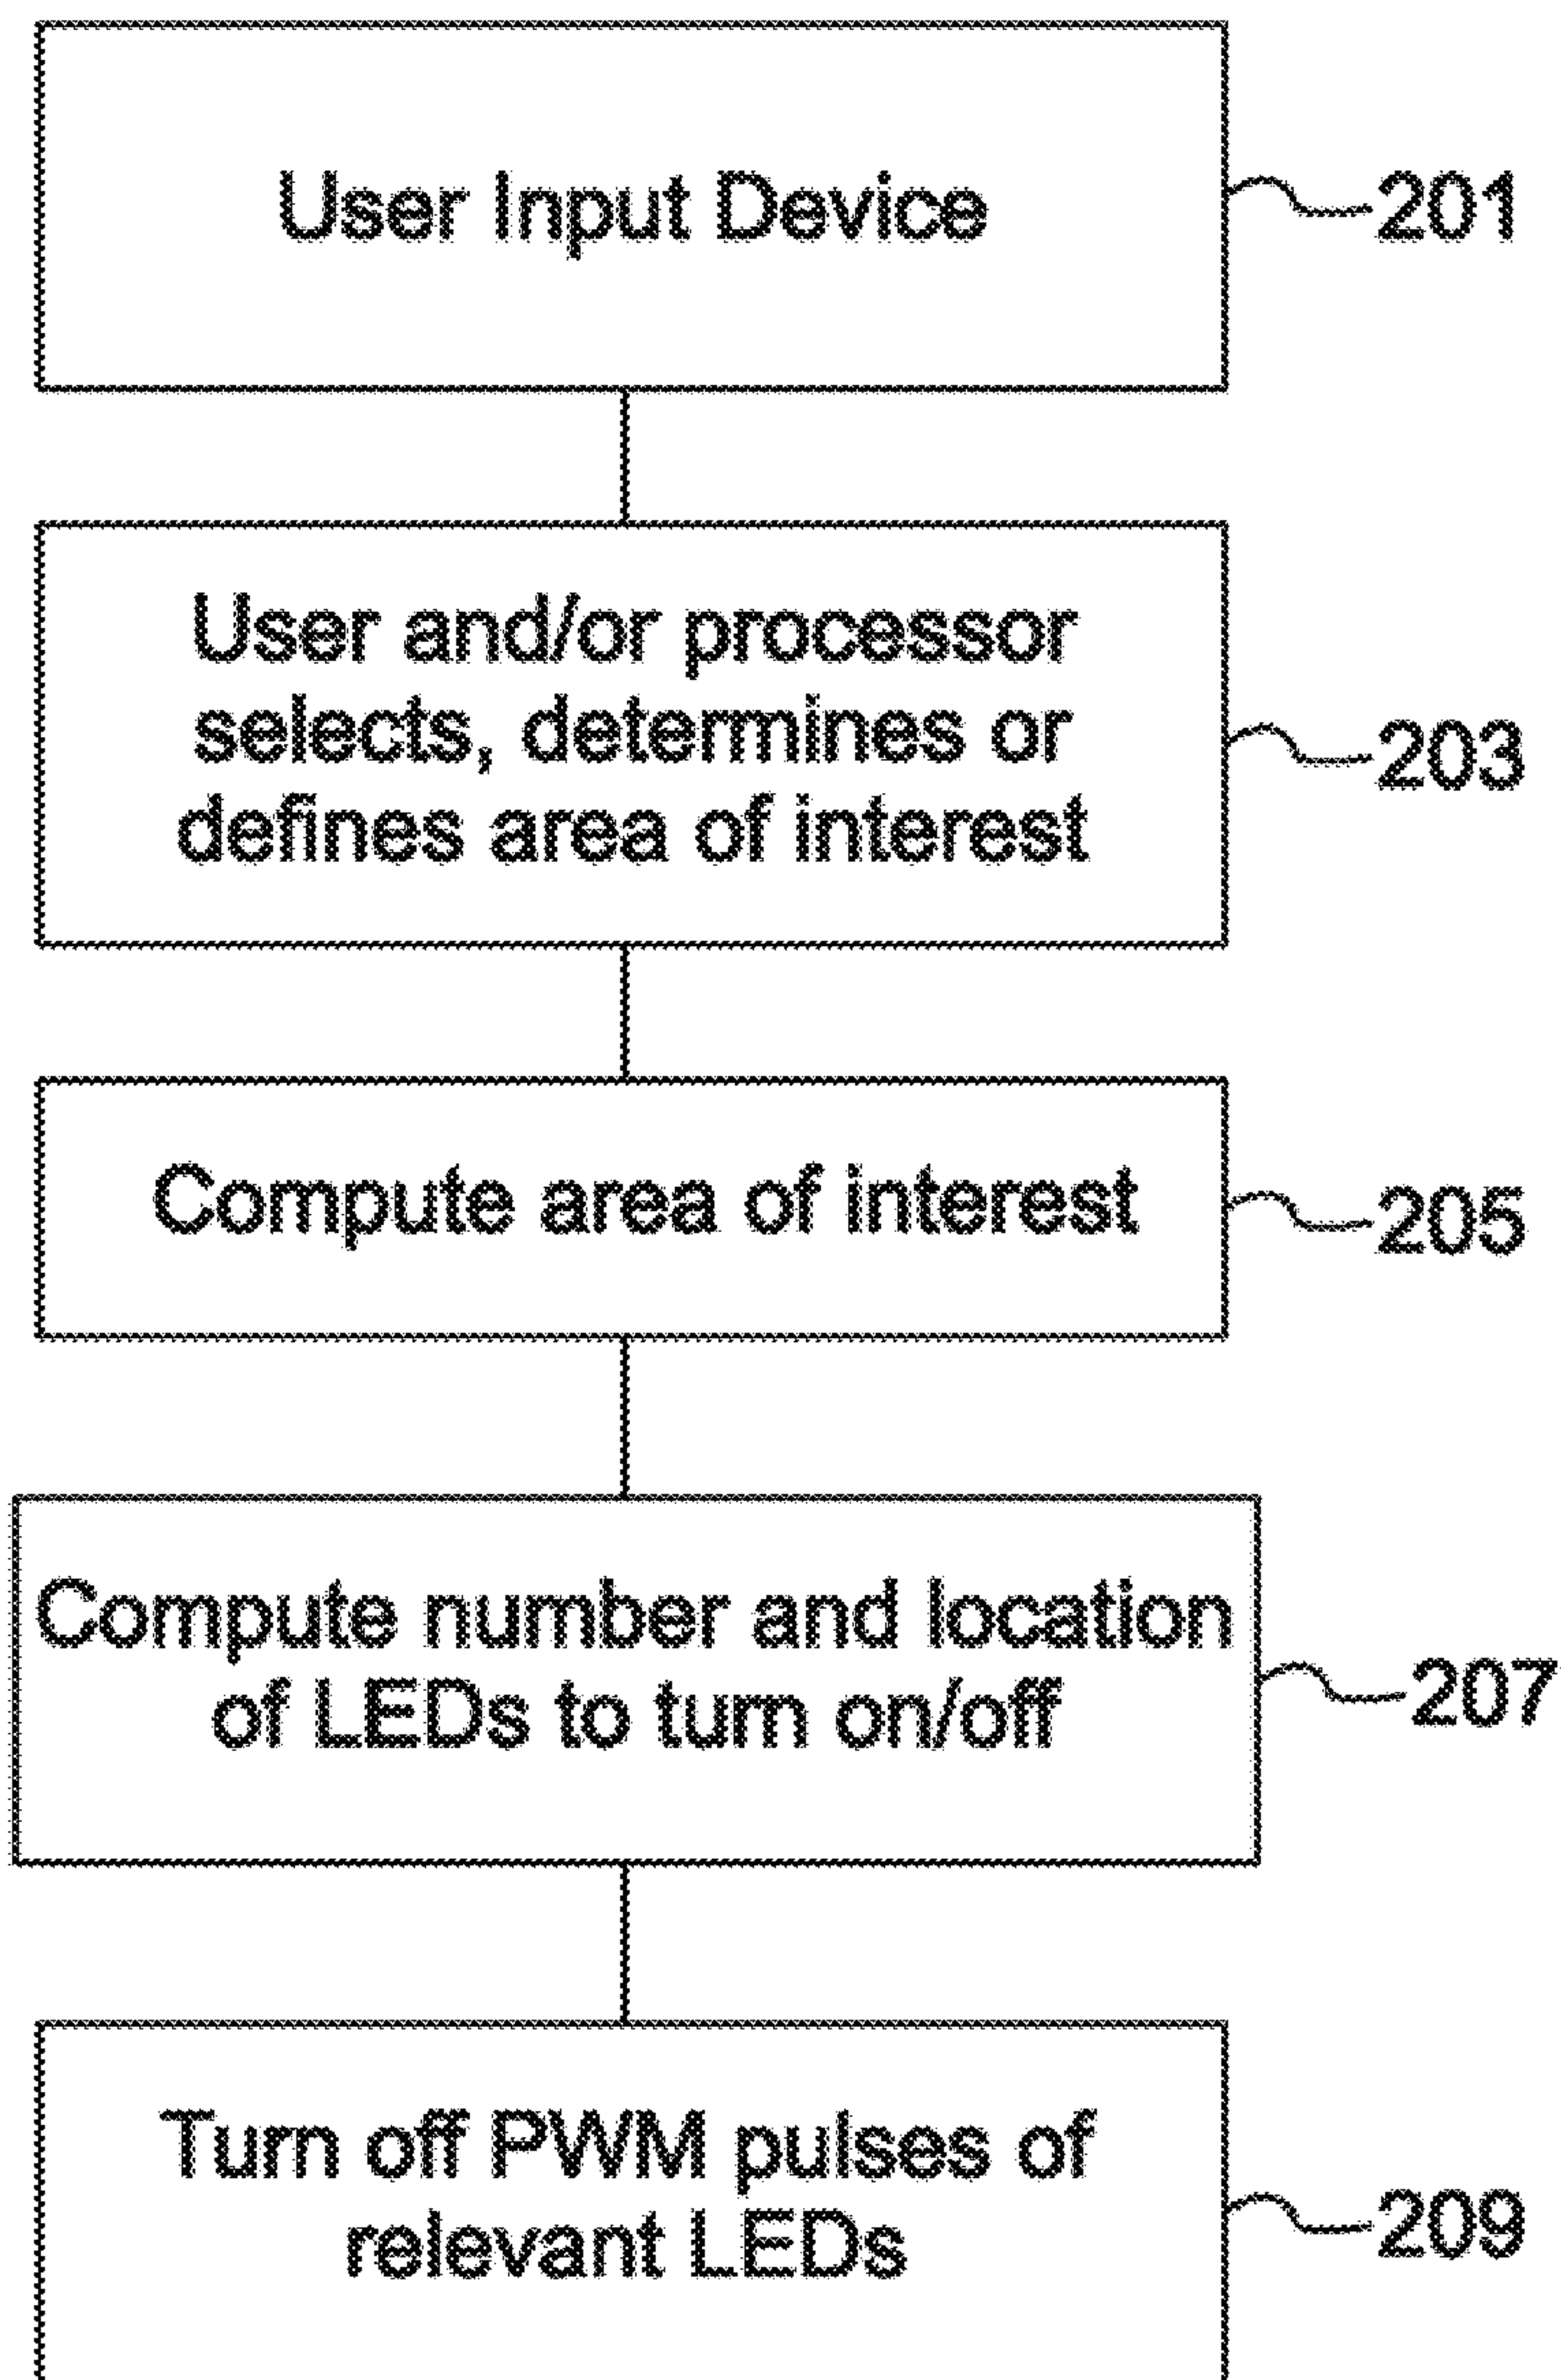 User Input Device
201
User and/or processor
selects, determines or
defines area of interest
203
Compute area of interest
205
Compute number and location
of LEDs to turn on/off
207
Turn off PWM pulses of
relevant LEDs
209